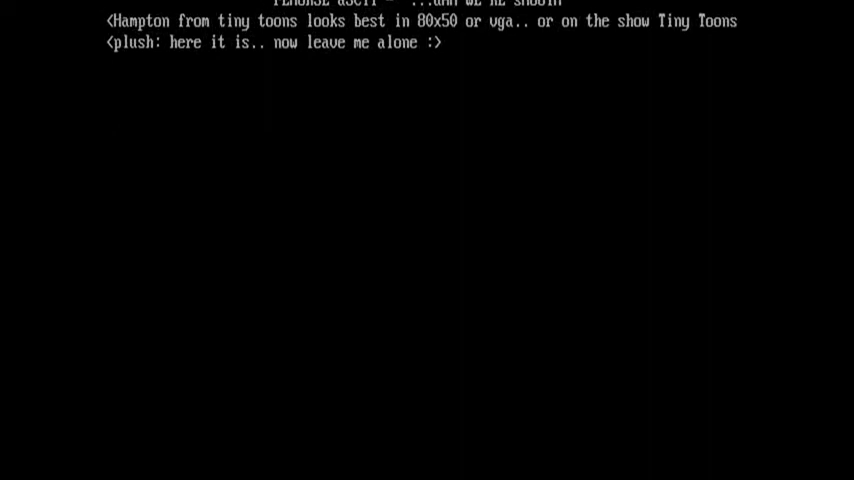 <Hampton from tiny toons looks best in 80x50 or vga.. or on the show Tiny Toons
<plush: here it is.. now leave me alone :>